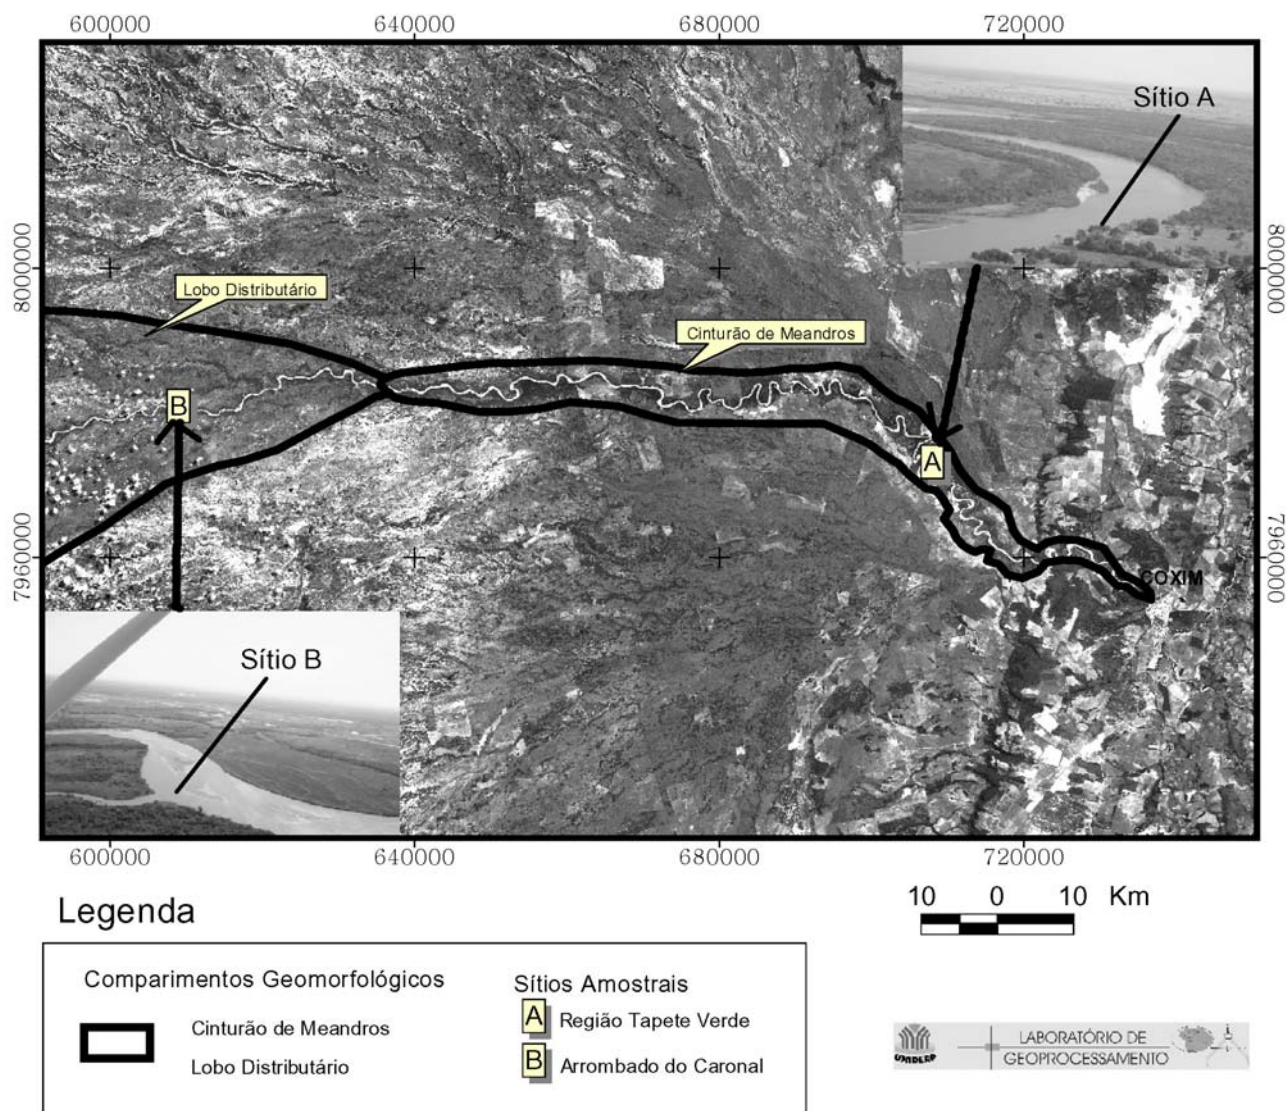 600000 640000 680000 720000
Sítio A
8000000
8000000
Lobo Distributário
Cinturão de Meandros
B
A
7960000
7960000
COXIM
Sítio B
600000 640000 680000 720000
10 0 10 Km
Legenda
Comparimentos Geomorfológicos
Cinturão de Meandros
Lobo Distributário
Sítios Amostrais
A Região Tapete Verde
B Arrombado do Caronal
UNIDERP
LABORATÓRIO DE
GEOPROCESSAMENTO